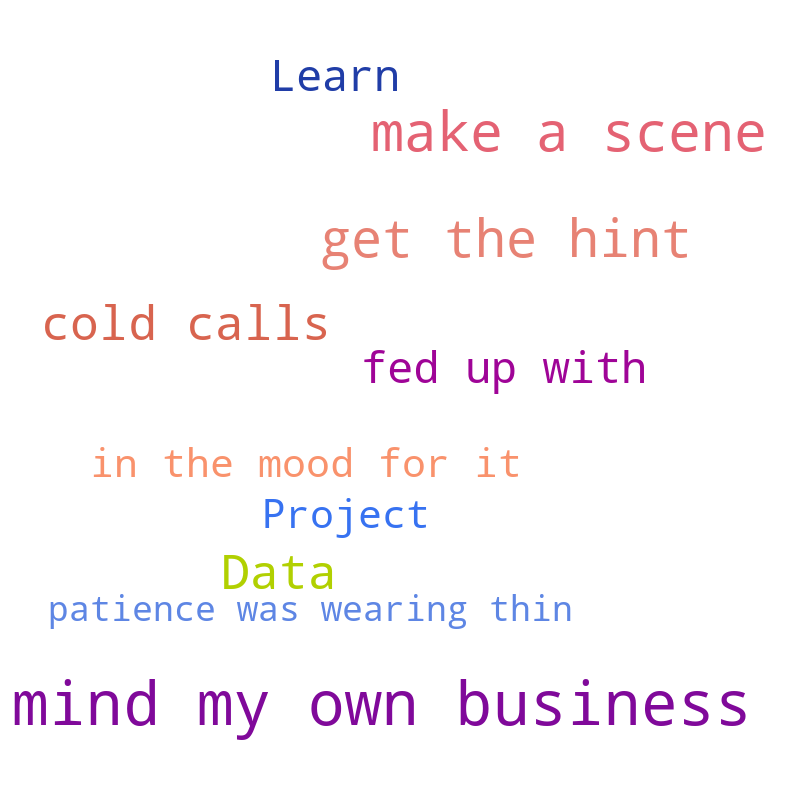 Learn
make a scene
get the hint
cold calls
fed up with
in the mood for it
Project
Data
patience was wearing thin
mind my own business